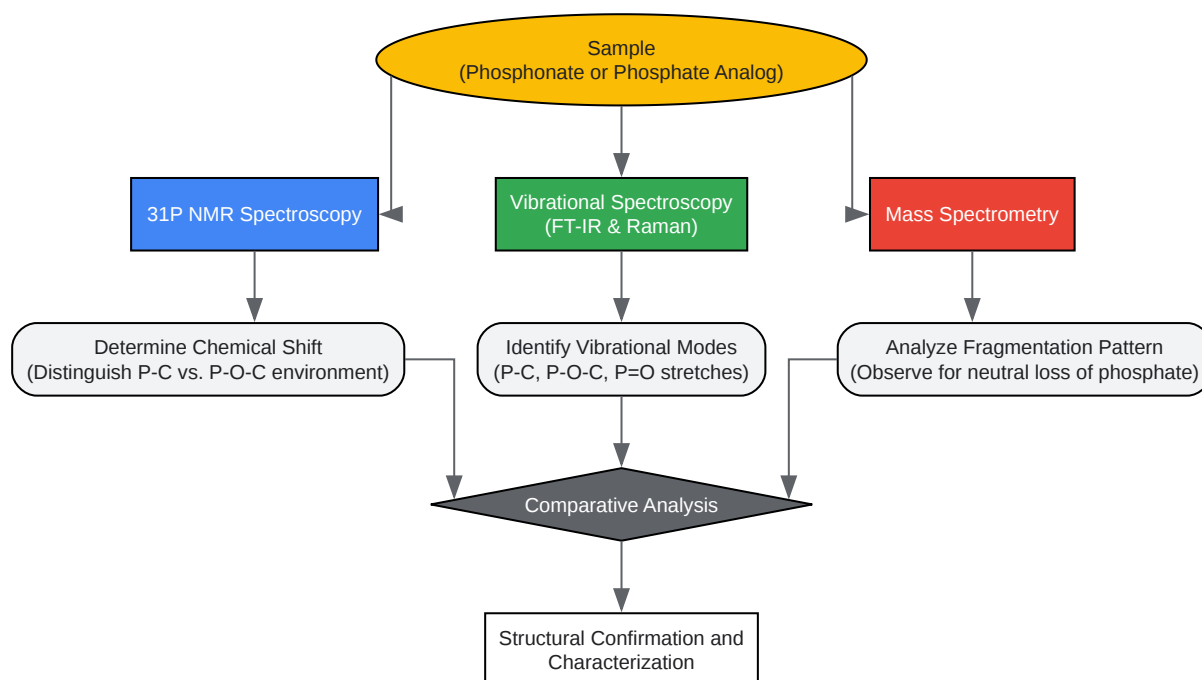 Sample
(Phosphonate or Phosphate Analog)
31P NMR Spectroscopy
Vibrational Spectroscopy
(FT-IR & Raman)
Mass Spectrometry
Determine Chemical Shift
(Distinguish P-C vs. P-O-C environment)
Identify Vibrational Modes
(P-C, P-O-C, P=O stretches)
Analyze Fragmentation Pattern
(Observe for neutral loss of phosphate)
Comparative Analysis
Structural Confirmation and
Characterization